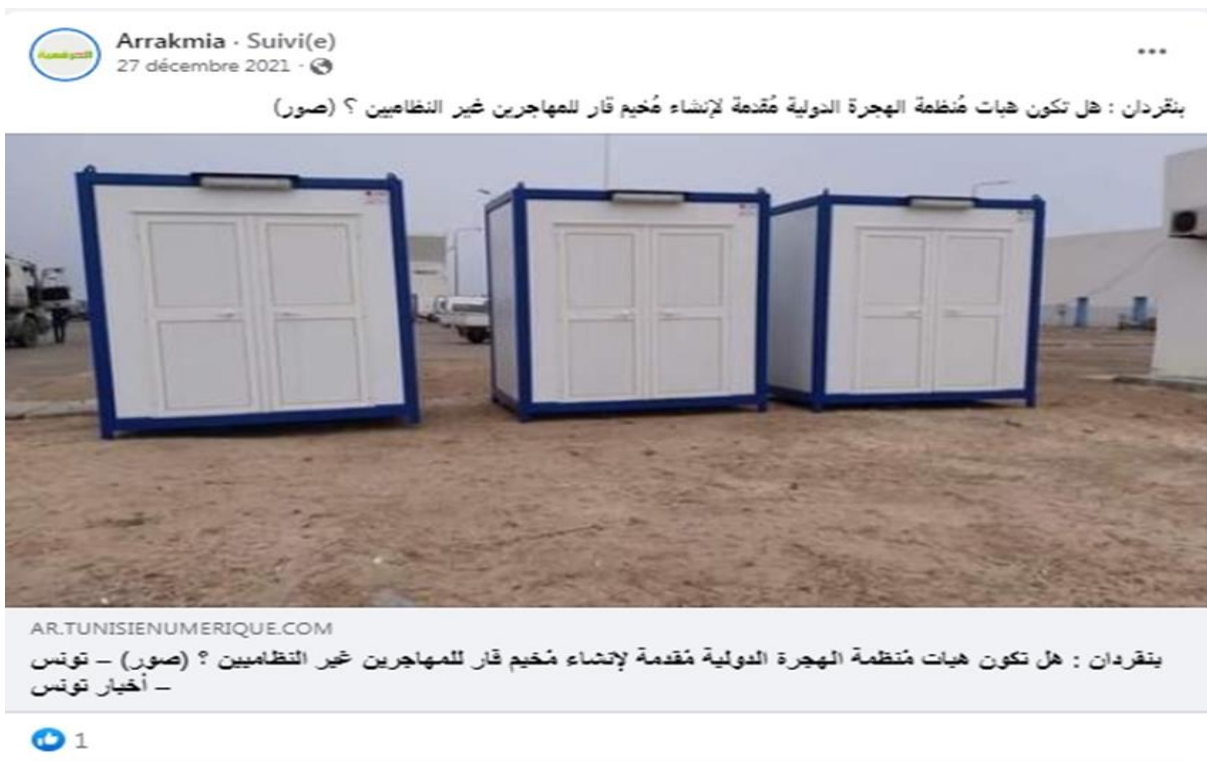 Arrakmia · Suivi(e)
27 décembre 2021 ·
بنقردان : هل تكون هبات مُنظمة الهجرة الدولية مُقدمة لإنشاء مُخيم قار للمهاجرين غير النظاميين ؟ (صور)
AR.TUNISIENUMERIQUE.COM
بنقردان : هل تكون هبات مُنظمة الهجرة الدولية مُقدمة لإنشاء مُخيم قار للمهاجرين غير النظاميين ؟ (صور) – تونس
– أخبار تونس
1